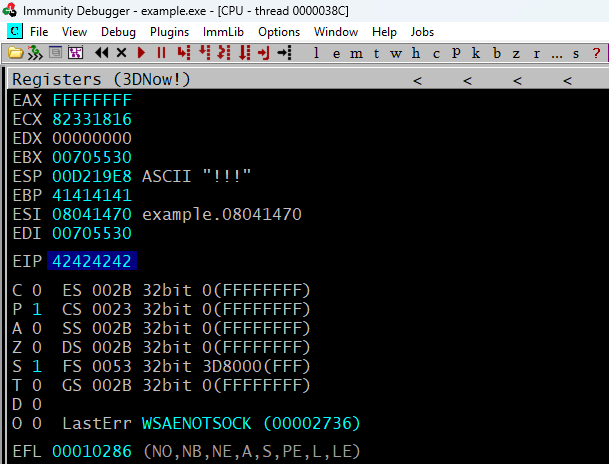 Immunity Debugger - example.exe - [CPU - thread 0000038C]
C File View Debug Plugins ImmLib Options Window Help Jobs
l e m t w h c p k b z r ... s ?
Registers (3DNow!) < < < <
EAX FFFFFFFF
ECX 82331816
EDX 00000000
EBX 00705530
ESP 00D219E8 ASCII "!!!"
EBP 41414141
ESI 08041470 example.08041470
EDI 00705530
EIP 42424242
C 0 ES 002B 32bit 0(FFFFFFFF)
P 1 CS 0023 32bit 0(FFFFFFFF)
A 0 SS 002B 32bit 0(FFFFFFFF)
Z 0 DS 002B 32bit 0(FFFFFFFF)
S 1 FS 0053 32bit 3D8000(FFF)
T 0 GS 002B 32bit 0(FFFFFFFF)
D 0
O 0 LastErr WSAENOTSOCK (00002736)
EFL 00010286 (NO,NB,NE,A,S,PE,L,LE)